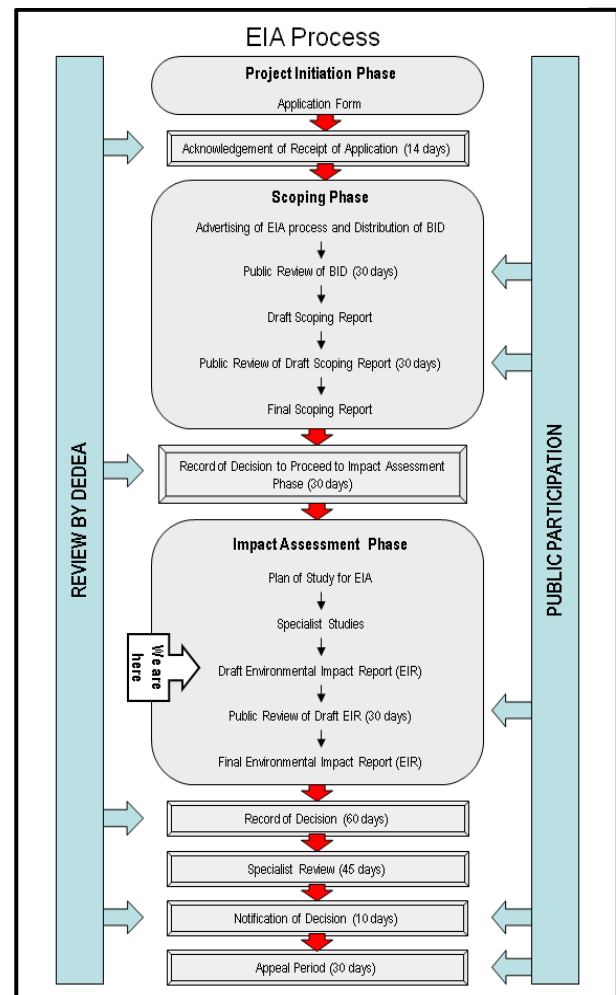 EIA Process
Project Initiation Phase
Application Form
Acknowledgement of Receipt of Application (14 days)
Scoping Phase
Advertising of EIA process and Distribution of BID
Public Review of BID (30 days)
Draft Scoping Report
Public Review of Draft Scoping Report (30 days)
Final Scoping Report
Record of Decision to Proceed to Impact Assessment
Phase (30 days)
Impact Assessment Phase
Plan of Study for EIA
Specialist Studies
Draft Environmental Impact Report (EIR)
Public Review of Draft EIR (30 days)
Final Environmental Impact Report (EIR)
We are
here
Record of Decision (60 days)
Specialist Review (45 days)
Notification of Decision (10 days)
Appeal Period (30 days)
REVIEW BY DEDEA
PUBLIC PARTICIPATION